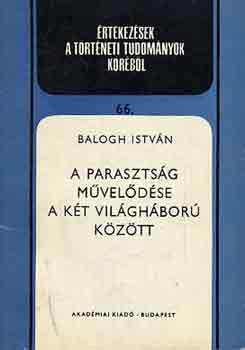 ÉRTEKEZÉSEK
A TÖRTÉNETI TUDOMÁNYOK
KÖRÉBŐL
66.
BALOGH ISTVÁN
A PARASZTSÁG
MŰVELŐDÉSE
A KÉT VILÁGHÁBORÚ
KÖZÖTT
AKADÉMIAI KIADÓ · BUDAPEST